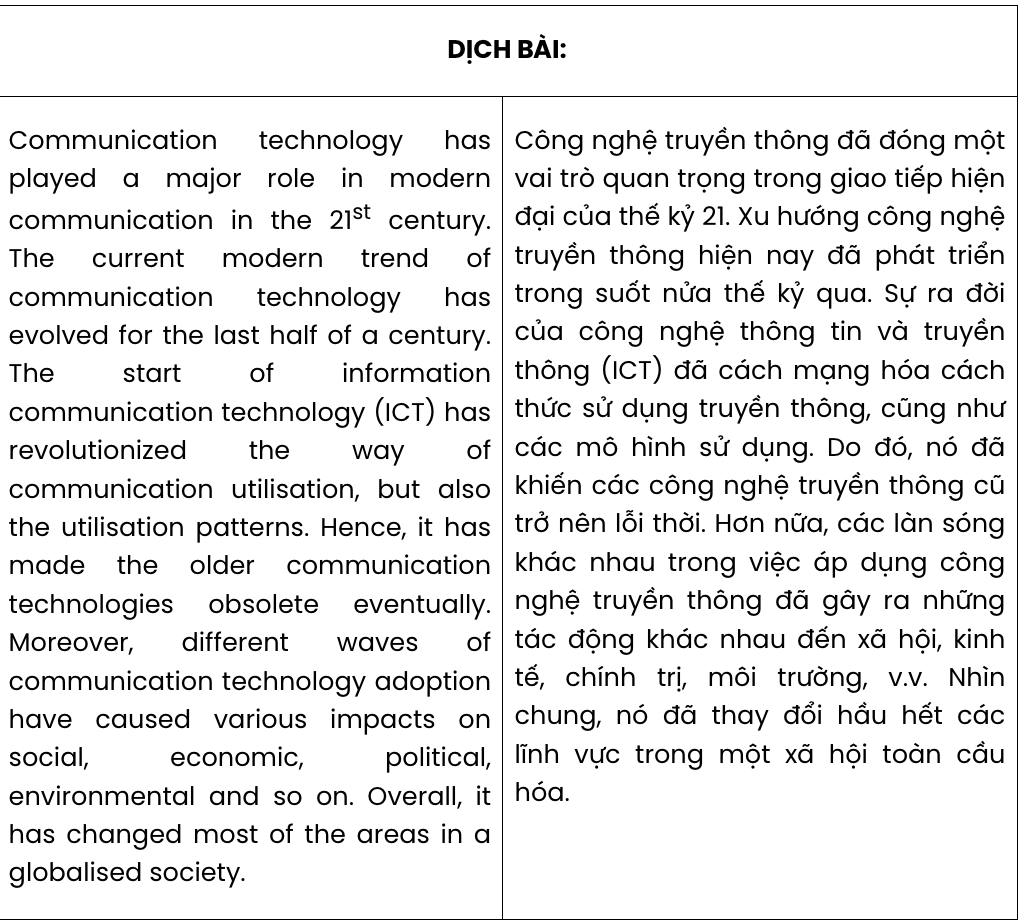 DỊCH BÀI:
Communication technology has
played a major role in modern
communication in the 21st century.
The current modern trend of
communication technology has
evolved for the last half of a century.
The start of information
communication technology (ICT) has
revolutionized the way of
communication utilisation, but also
the utilisation patterns. Hence, it has
made the older communication
technologies obsolete eventually.
Moreover, different waves of
communication technology adoption
have caused various impacts on
social, economic, political,
environmental and so on. Overall, it
has changed most of the areas in a
globalised society.
Công nghệ truyền thông đã đóng một
vai trò quan trọng trong giao tiếp hiện
đại của thế kỷ 21. Xu hướng công nghệ
truyền thông hiện nay đã phát triển
trong suốt nửa thế kỷ qua. Sự ra đời
của công nghệ thông tin và truyền
thông (ICT) đã cách mạng hóa cách
thức sử dụng truyền thông, cũng như
các mô hình sử dụng. Do đó, nó đã
khiến các công nghệ truyền thông cũ
trở nên lỗi thời. Hơn nữa, các làn sóng
khác nhau trong việc áp dụng công
nghệ truyền thông đã gây ra những
tác động khác nhau đến xã hội, kinh
tế, chính trị, môi trường, v.v. Nhìn
chung, nó đã thay đổi hầu hết các
lĩnh vực trong một xã hội toàn cầu
hóa.